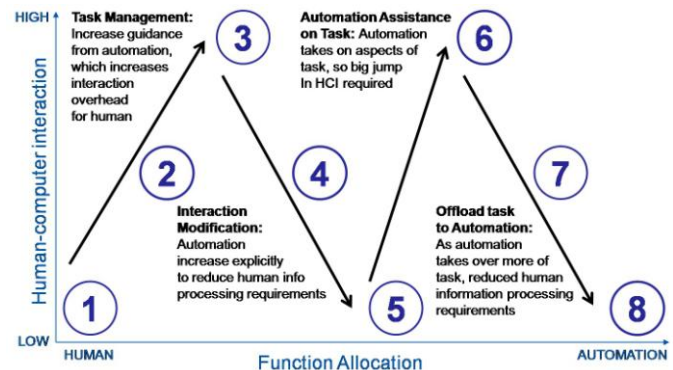 HIGH
Task Management:
Increase guidance
from automation,
which increases
interaction
overhead
for human
3
Automation Assistance
on Task: Automation
takes on aspects of
task, so big jump
In HCI required
6
2
4
7
Human-computer interaction
Interaction
Modification:
Automation
increase explicitly
to reduce human info
processing requirements
Offload task
to Automation:
As automation
takes over more of
task, reduced human
information processing
requirements
1
5
8
LOW
HUMAN
Function Allocation
AUTOMATION